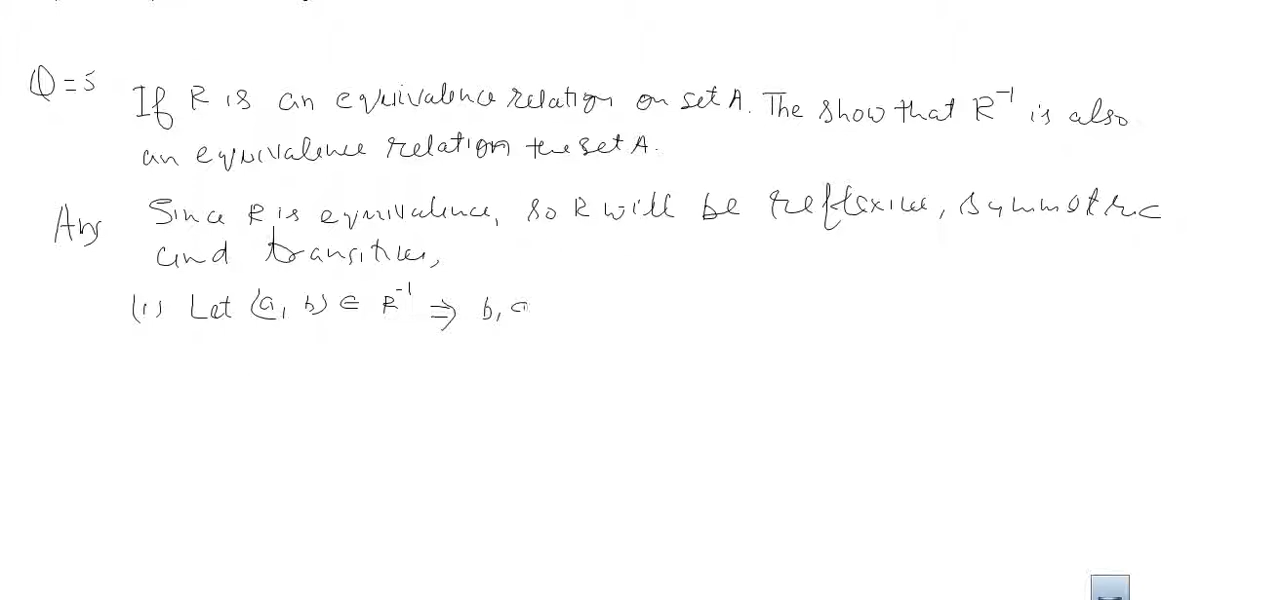 Q=5 If R is an equivalence relation on set A. The show that R⁻¹ is also
an equivalence relation the set A.
Ans Since R is equivalence, so R will be reflexive, symmetric
and transitive,
(i) Let (a, b) ∈ R⁻¹ ⇒ b, a